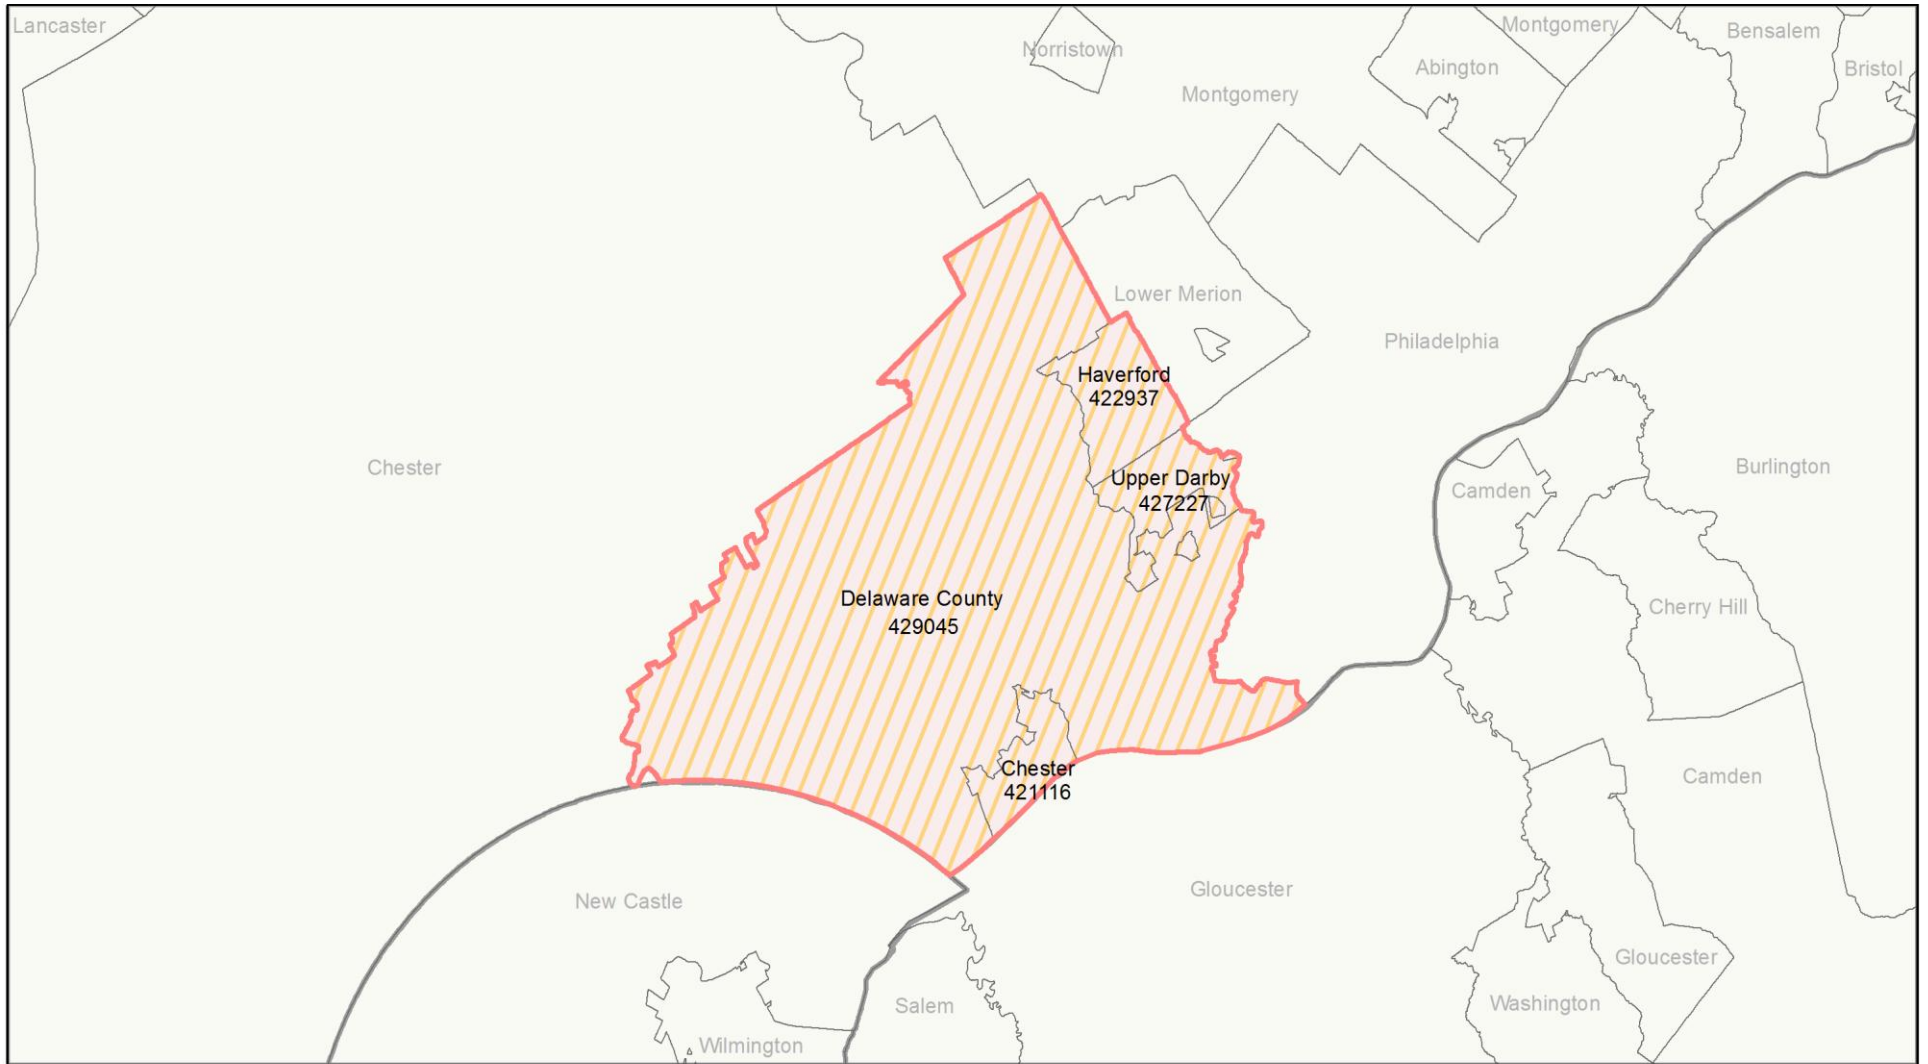 Lancaster
Norristown
Montgomery
Bensalem
Abington
Bristol
Montgomery
Lower Merion
Philadelphia
Haverford
422937
Chester
Burlington
Upper Darby
427227
Camden
Delaware County
429045
Cherry Hill
Chester
421116
Camden
New Castle
Gloucester
Gloucester
Salem
Washington
Wilmington